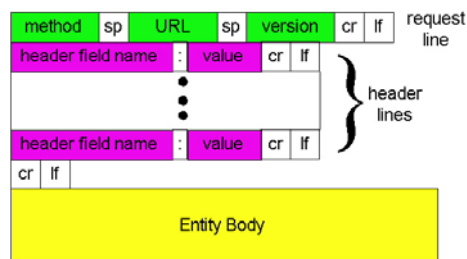 method sp URL sp version cr lf request line
header field name : value cr lf
header lines
header field name : value cr lf
cr lf
Entity Body